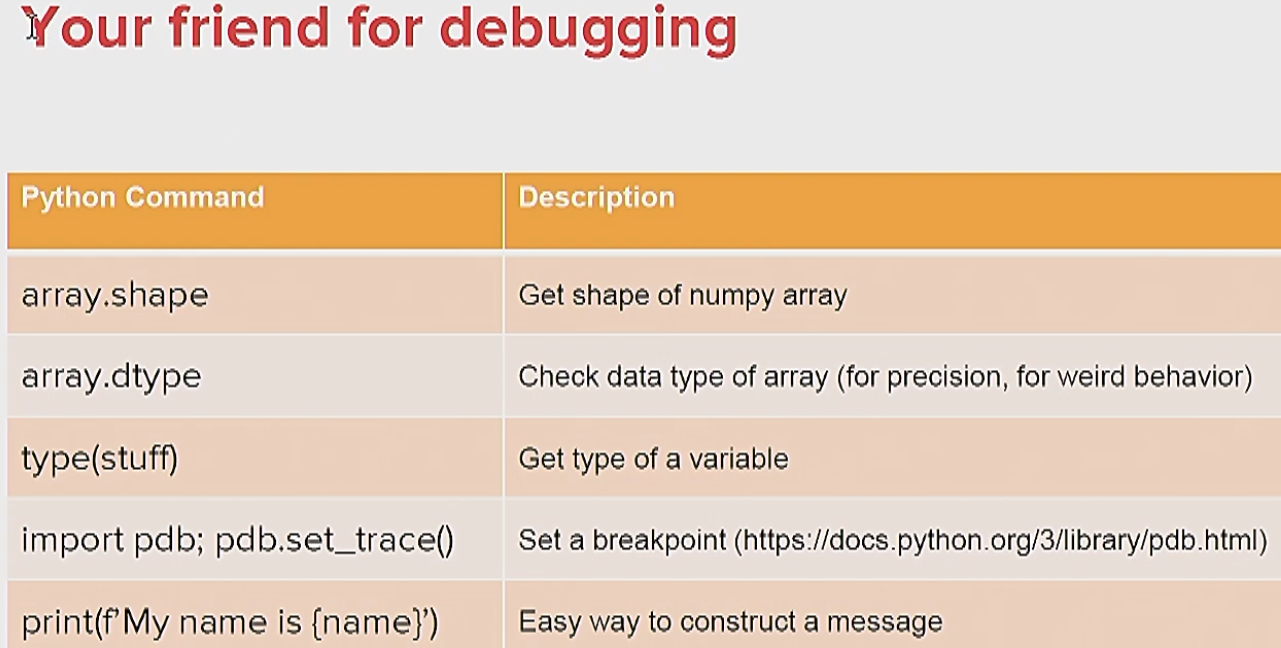 Your friend for debugging
Python Command Description
array.shape Get shape of numpy array
array.dtype Check data type of array (for precision, for weird behavior)
type(stuff) Get type of a variable
import pdb; pdb.set_trace() Set a breakpoint (https://docs.python.org/3/library/pdb.html)
print(f’My name is {name}’) Easy way to construct a message